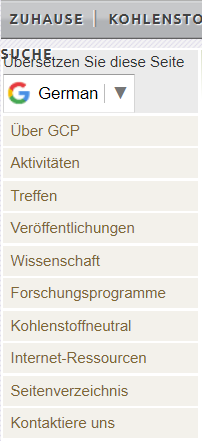 ZUHAUSE | KOHLENSTO
SUCHE
Übersetzen Sie diese Seite
German
Über GCP
Aktivitäten
Treffen
Veröffentlichungen
Wissenschaft
Forschungsprogramme
Kohlenstoffneutral
Internet-Ressourcen
Seitenverzeichnis
Kontaktiere uns